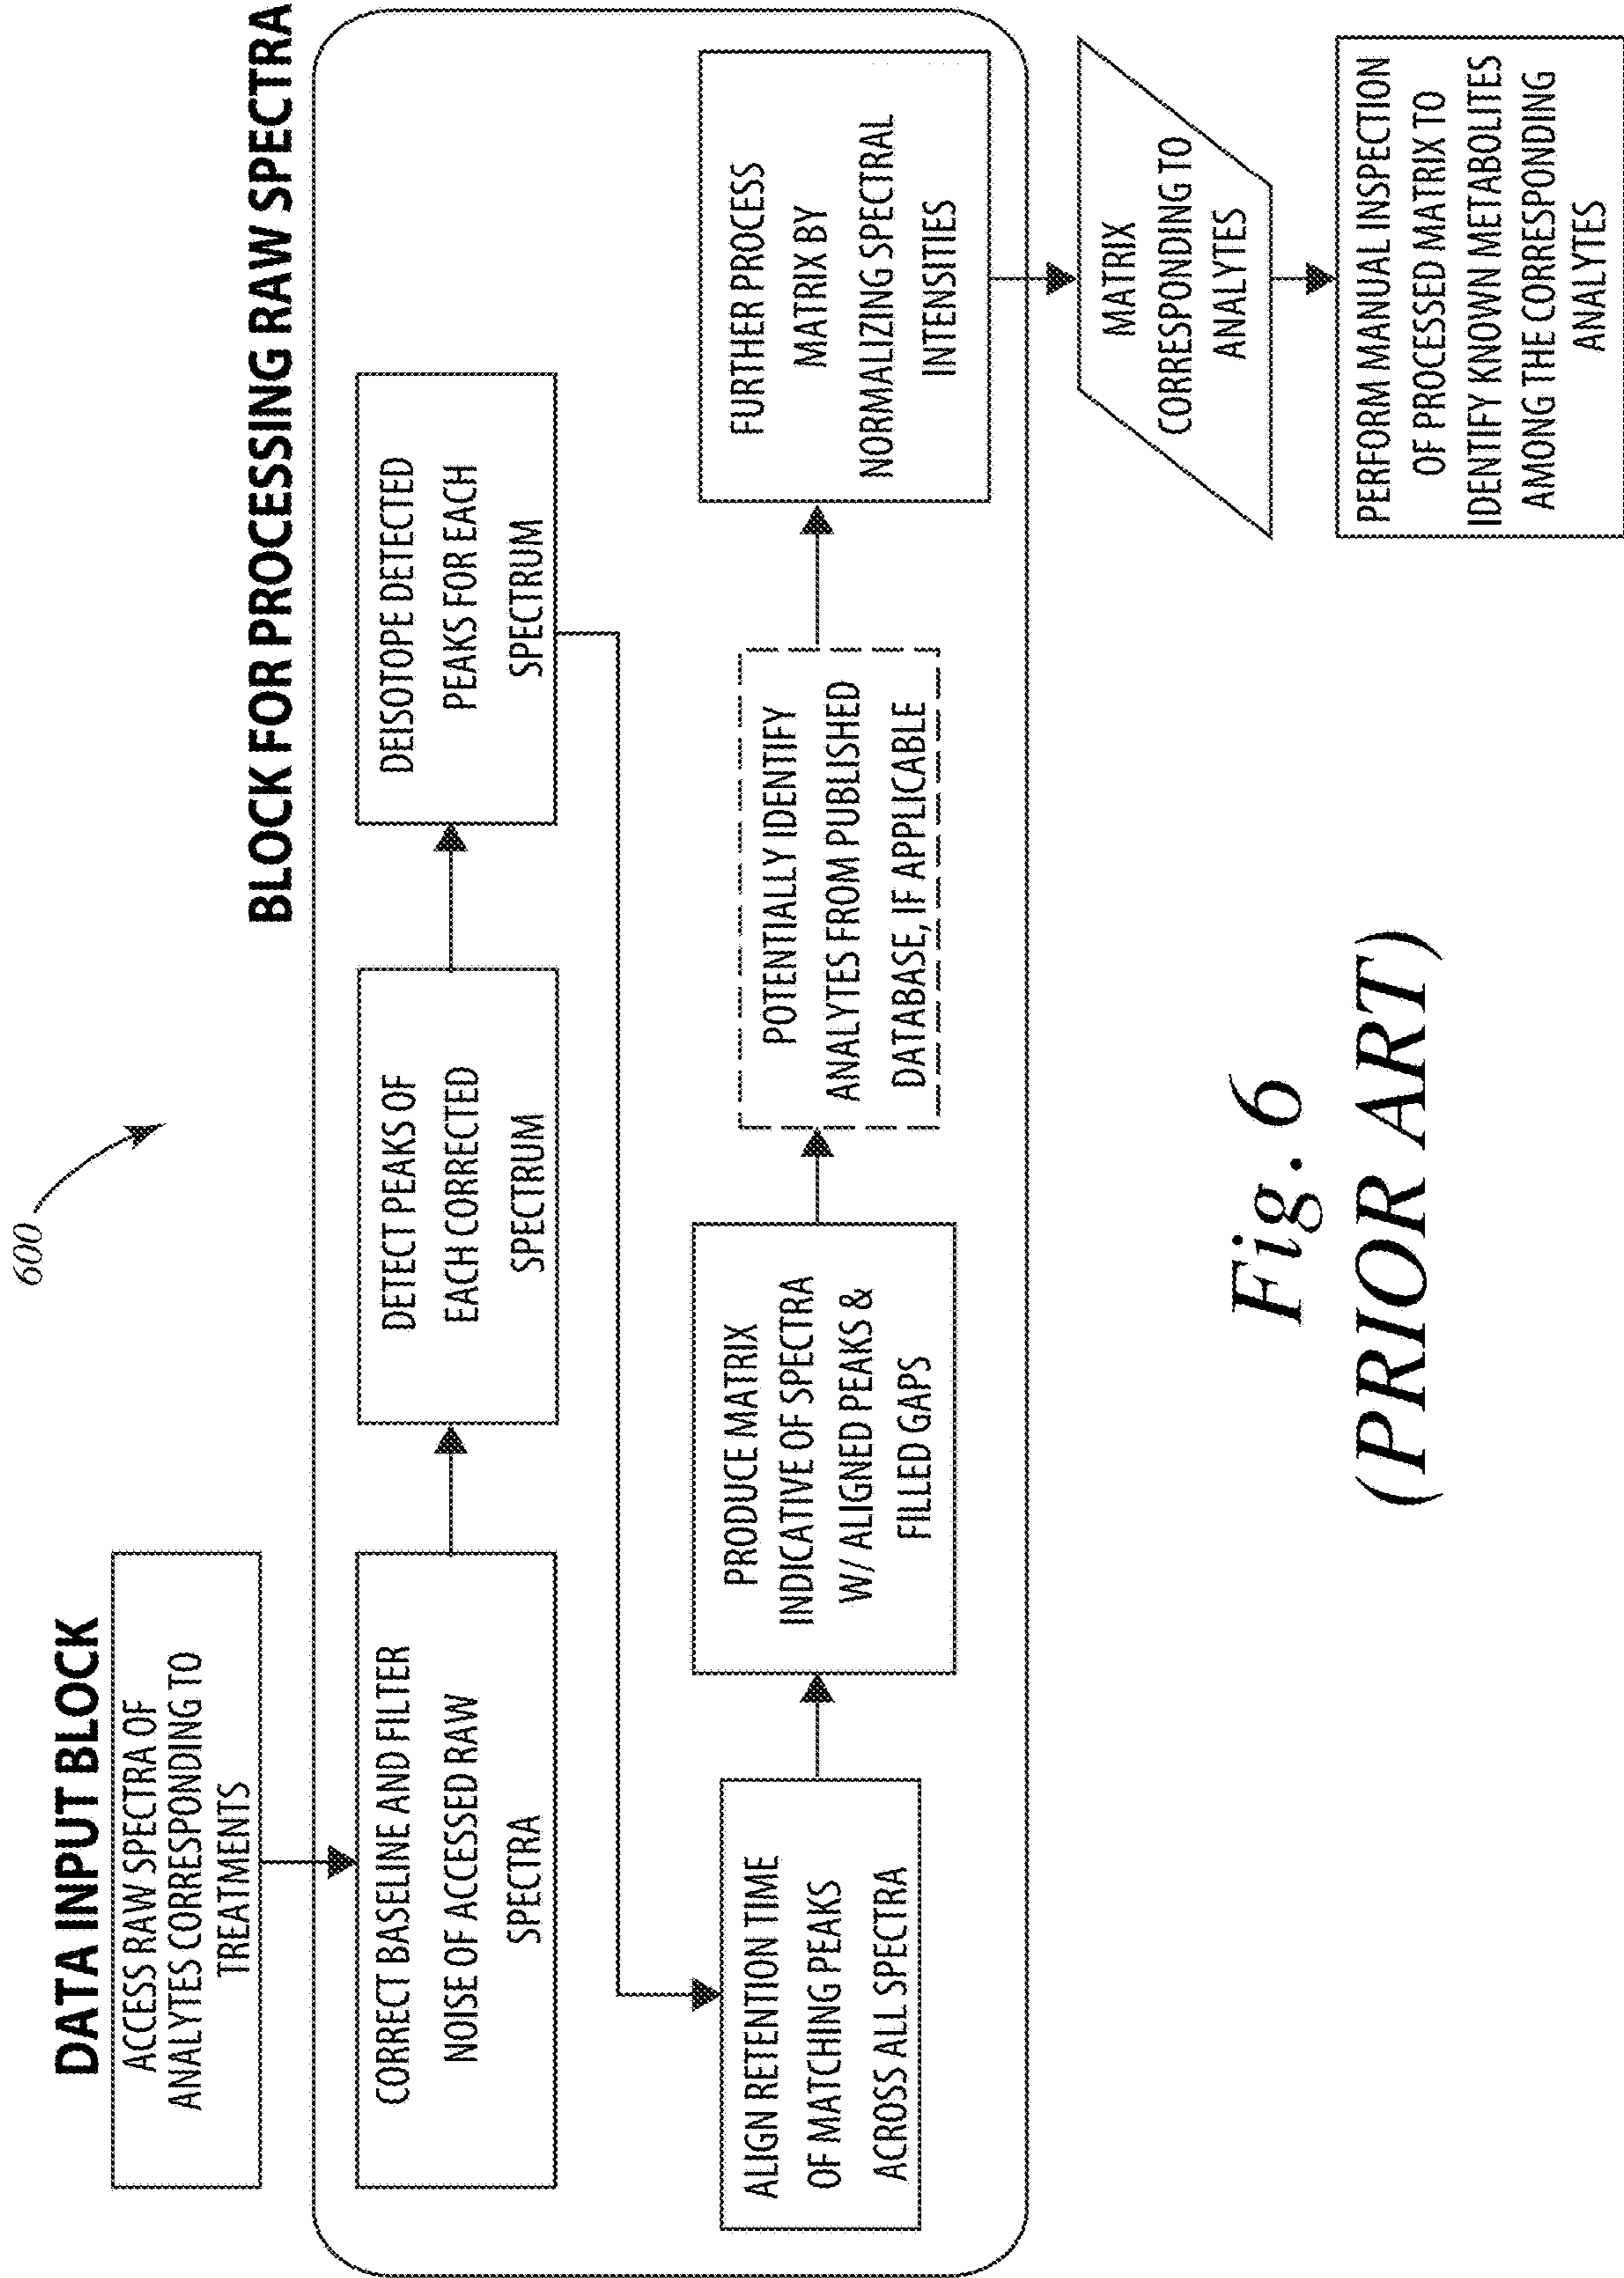 600
DATA INPUT BLOCK
ACCESS RAW SPECTRA OF
ANALYTES CORRESPONDING TO
TREATMENTS
BLOCK FOR PROCESSING RAW SPECTRA
CORRECT BASELINE AND FILTER
NOISE OF ACCESSED RAW
SPECTRA
DETECT PEAKS OF
EACH CORRECTED
SPECTRUM
DEISOTOPE DETECTED
PEAKS FOR EACH
SPECTRUM
ALIGN RETENTION TIME
OF MATCHING PEAKS
ACROSS ALL SPECTRA
PRODUCE MATRIX
INDICATIVE OF SPECTRA
W/ ALIGNED PEAKS &
FILLED GAPS
POTENTIALLY IDENTIFY
ANALYTES FROM PUBLISHED
DATABASE, IF APPLICABLE
FURTHER PROCESS
MATRIX BY
NORMALIZING SPECTRAL
INTENSITIES
MATRIX
CORRESPONDING TO
ANALYTES
PERFORM MANUAL INSPECTION
OF PROCESSED MATRIX TO
IDENTIFY KNOWN METABOLITES
AMONG THE CORRESPONDING
ANALYTES
Fig. 6
(PRIOR ART)